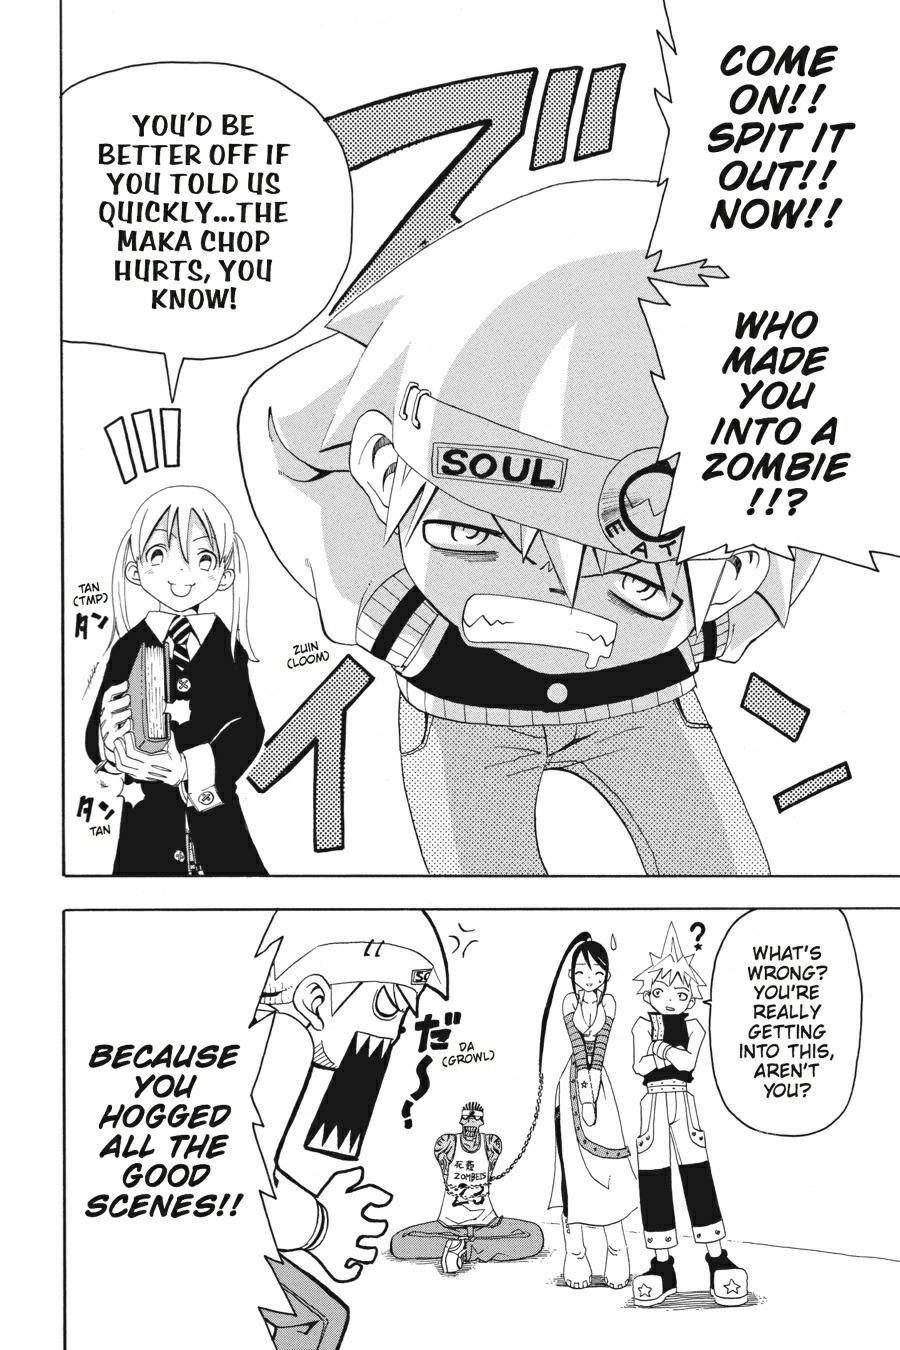 COME
ON!!
SPIT IT
OUT!!
NOW!!
WHO
MADE
YOU
INTO A
ZOMBIE
!!?
ブン
YOU'D BE
BETTER OFF IF
YOU TOLD US
QUICKLY...THE
MAKA CHOP
HURTS, YOU
KNOW!
SOUL
EAT
TAN
(TMP)
タン
ZUIN
(LOOM)
タン
TAN
WHAT'S
WRONG?
YOU'RE
REALLY
GETTING
INTO THIS,
AREN'T
YOU?
?
だ〜〜
DA
(GROWL)
SO
ZOMBEIS
BECAUSE
YOU
HOGGED
ALL THE
GOOD
SCENES!!